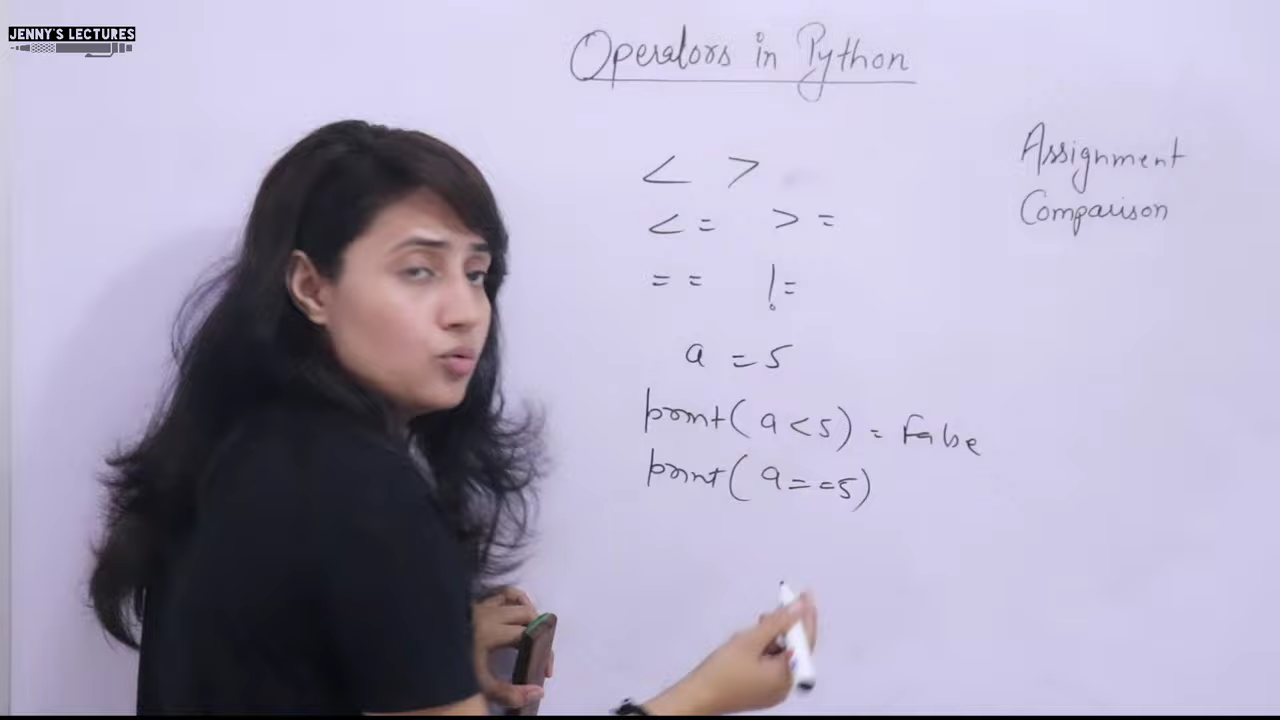 JENNY'S LECTURES
Operators in Python
< >
<= >=
== !=
a = 5
print(a<5) = False
print(a==5)
Assignment
Comparison